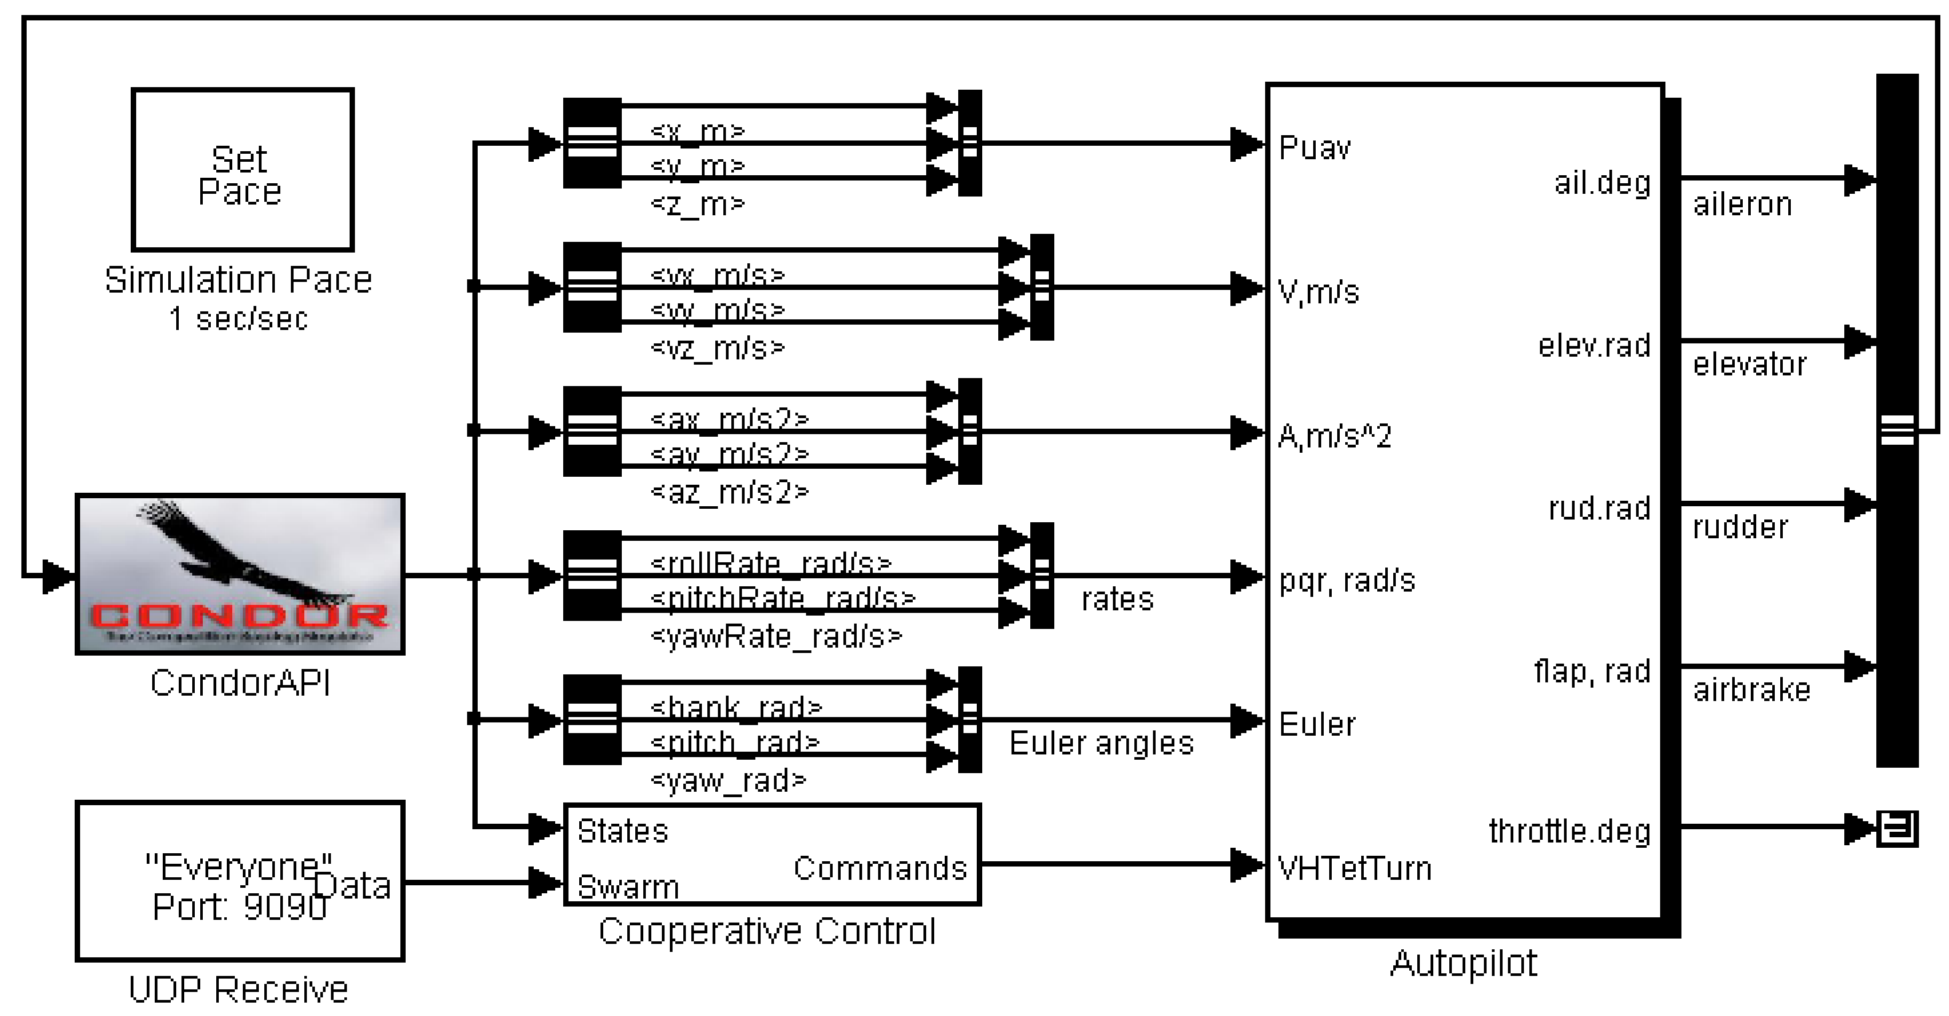 Set
Pace
Simulation Pace
1 sec/sec
<x_m>
<y_m>
<z_m>
<vx_m/s>
<vy_m/s>
<vz_m/s>
<ax_m/s2>
<ay_m/s2>
<az_m/s2>
<rollRate_rad/s>
<pitchRate_rad/s>
<yawRate_rad/s>
rates
<bank_rad>
<pitch_rad>
<yaw_rad>
Euler angles
CONDOR
CondorAPI
"Everyone"
Port: 9090
Data
UDP Receive
States
Swarm
Commands
Cooperative Control
Puav
V,m/s
A,m/s^2
pqr, rad/s
Euler
VHTetTurn
ail.deg
elev.rad
rud.rad
flap, rad
throttle.deg
Autopilot
aileron
elevator
rudder
airbrake